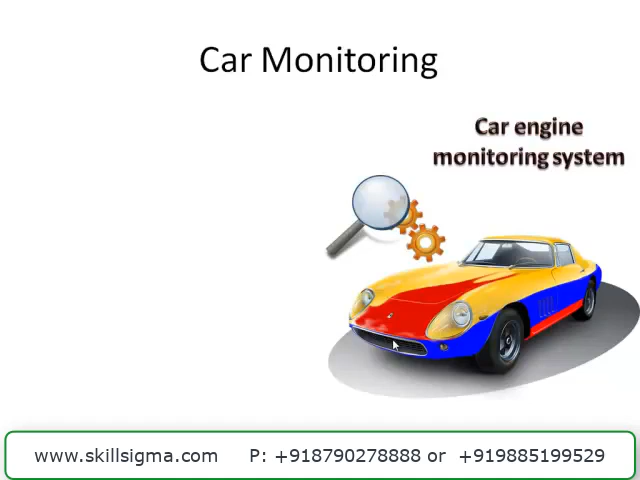 Car Monitoring
Car engine
monitoring system
www.skillsigma.com P: +918790278888 or +919885199529